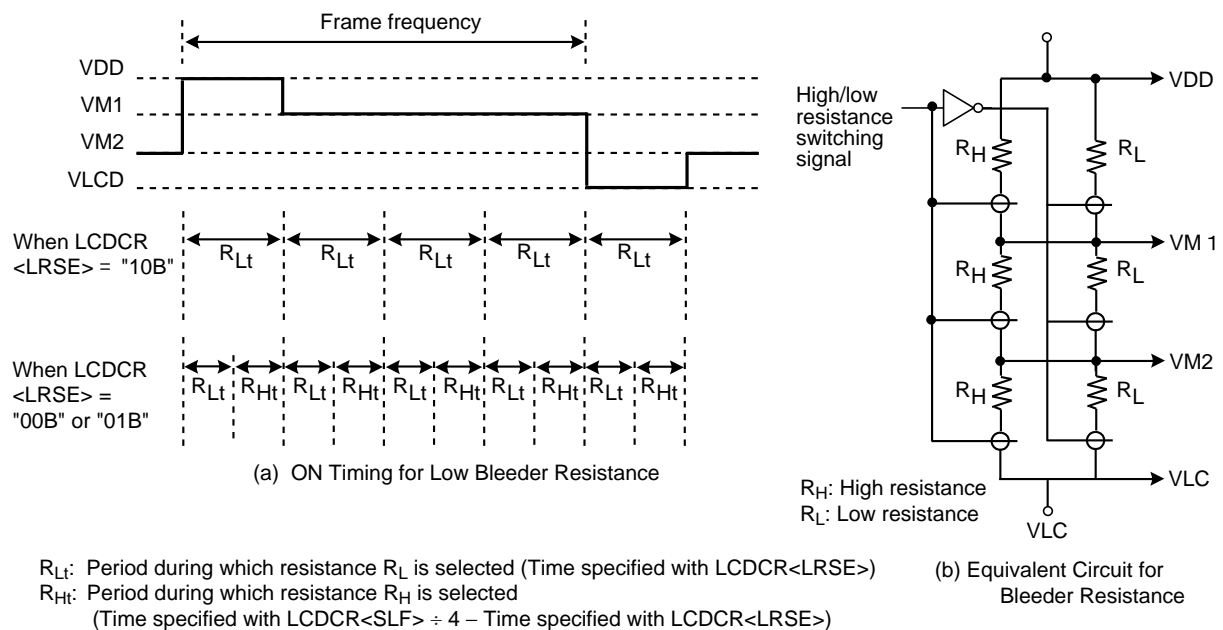 Frame frequency
VDD
VM1
VM2
VLCD
When LCDCR
<LRSE> = "10B"
RLt RLt RLt RLt RLt
When LCDCR
<LRSE> =
"00B" or "01B"
RLt RHt RLt RHt RLt RHt RLt RHt RLt RHt
(a) ON Timing for Low Bleeder Resistance
High/low
resistance
switching
signal
VDD
RH RL
VM 1
RH RL
VM2
RH RL
VLC
RH: High resistance
RL: Low resistance
VLC
(b) Equivalent Circuit for
Bleeder Resistance
RLt: Period during which resistance RL is selected (Time specified with LCDCR<LRSE>)
RHt: Period during which resistance RH is selected
(Time specified with LCDCR<SLF> ÷ 4 – Time specified with LCDCR<LRSE>)